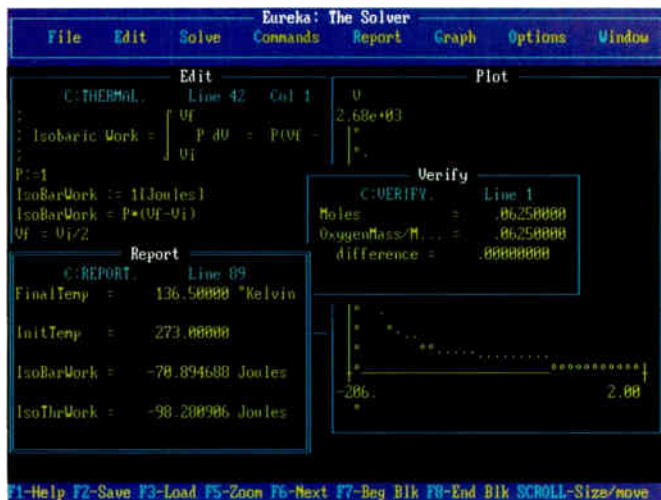 Eureka: The Solver
File Edit Solve Commands Report Graph Options Window
Edit
C:THERMAL. Line 42 Col 1
: ⌠ Vf
: Isobaric Work = | P dV = P(Vf -
: ⌡ Vi
P:=1
IsoBarWork := 1[Joules]
IsoBarWork = P*(Vf-Vi)
Vf = Vi/2
Plot
V
2.68e+03
-206.
2.00
Verify
C:VERIFY. Line 1
Moles = .06250000
OxygenMass/M... = .06250000
difference = .00000000
Report
C:REPORT. Line 89
FinalTemp = 136.50000 °Kelvin
InitTemp = 273.00000
IsoBarWork = -70.894688 Joules
IsoThrWork = -98.280906 Joules
F1-Help F2-Save F3-Load F5-Zoom F6-Next F7-Beg Blk F8-End Blk SCROLL-Size/move